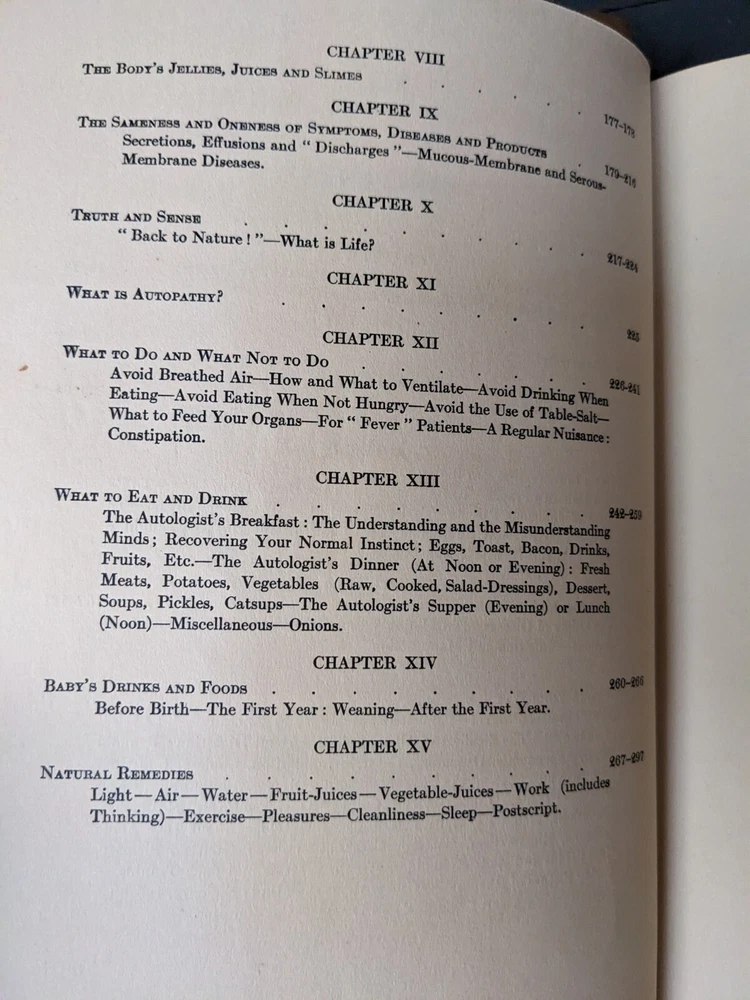 CHAPTER VIII
The Body's Jellies, Juices and Slimes . . . . . . 177-178
CHAPTER IX
The Sameness and Oneness of Symptoms, Diseases and Products . 179-216
Secretions, Effusions and "Discharges"—Mucous-Membrane and Serous-
Membrane Diseases.
CHAPTER X
Truth and Sense . . . . . . . . . 217-224
"Back to Nature!"—What is Life?
CHAPTER XI
What is Autopathy? . . . . . . . . 225
CHAPTER XII
What to Do and What Not to Do . . . . . . 226-241
Avoid Breathed Air—How and What to Ventilate—Avoid Drinking When
Eating—Avoid Eating When Not Hungry—Avoid the Use of Table-Salt—
What to Feed Your Organs—For "Fever" Patients—A Regular Nuisance:
Constipation.
CHAPTER XIII
What to Eat and Drink . . . . . . . . 242-259
The Autologist's Breakfast: The Understanding and the Misunderstanding
Minds; Recovering Your Normal Instinct; Eggs, Toast, Bacon, Drinks,
Fruits, Etc.—The Autologist's Dinner (At Noon or Evening): Fresh
Meats, Potatoes, Vegetables (Raw, Cooked, Salad-Dressings), Dessert,
Soups, Pickles, Catsups—The Autologist's Supper (Evening) or Lunch
(Noon)—Miscellaneous—Onions.
CHAPTER XIV
Baby's Drinks and Foods . . . . . . . . 260-266
Before Birth—The First Year: Weaning—After the First Year.
CHAPTER XV
Natural Remedies . . . . . . . . . 267-297
Light—Air—Water—Fruit-Juices—Vegetable-Juices—Work (includes
Thinking)—Exercise—Pleasures—Cleanliness—Sleep—Postscript.